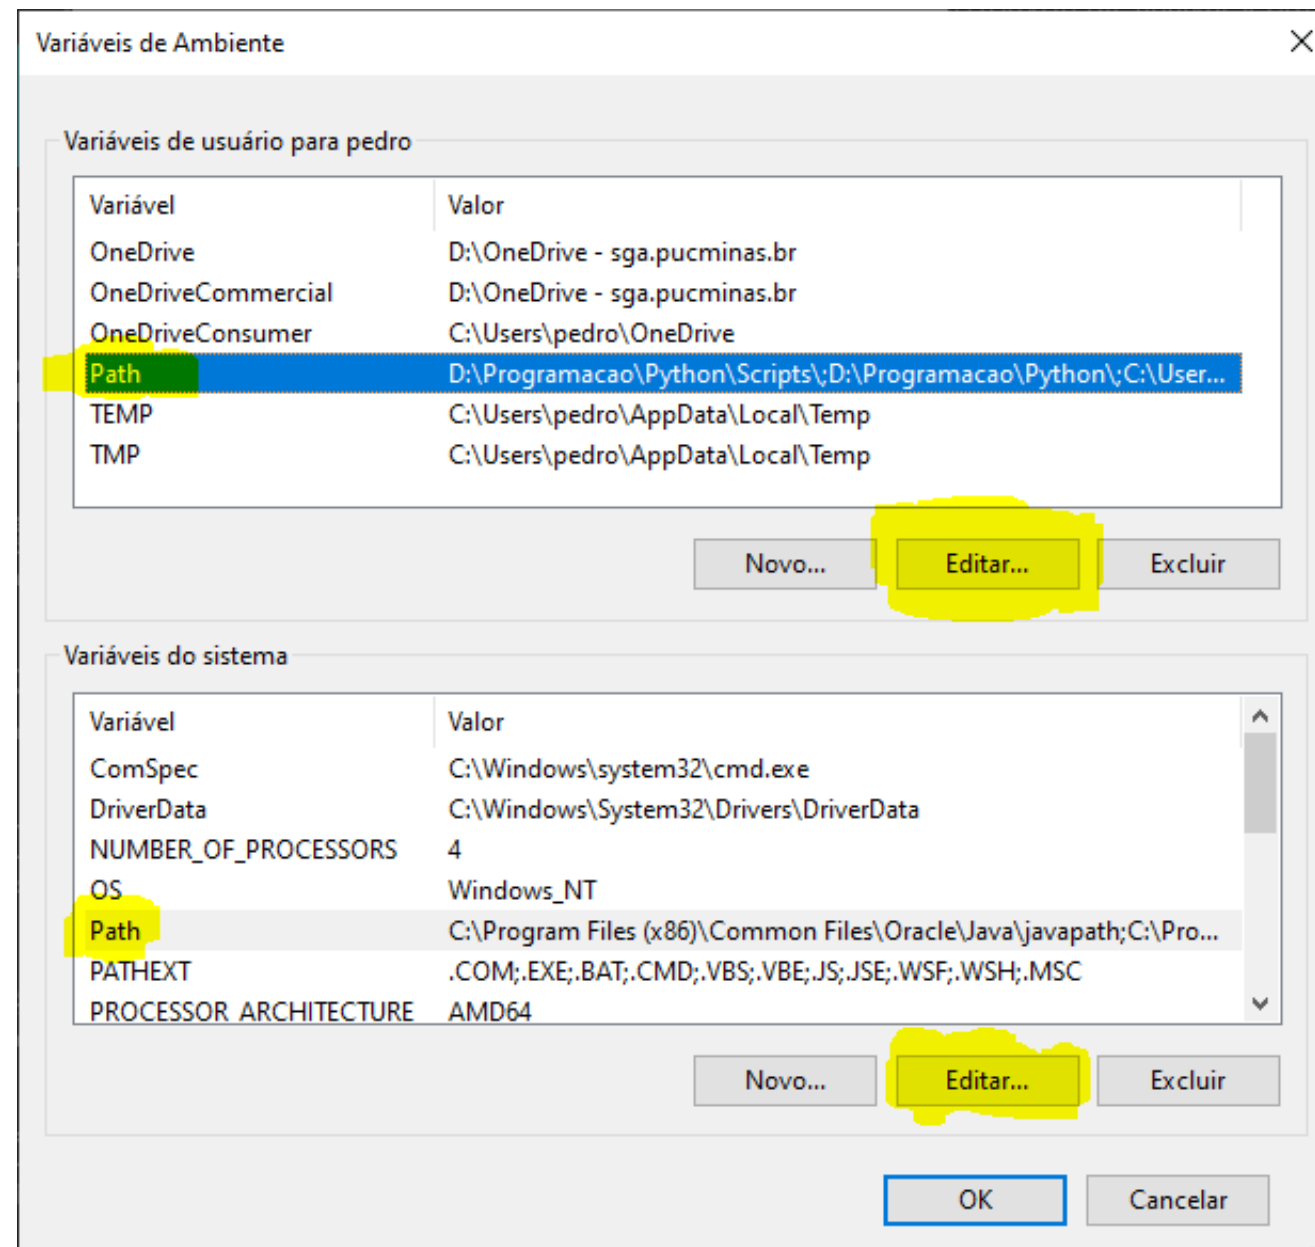 Variáveis de Ambiente
Variáveis de usuário para pedro
Variável Valor
OneDrive D:\OneDrive - sga.pucminas.br
OneDriveCommercial D:\OneDrive - sga.pucminas.br
OneDriveConsumer C:\Users\pedro\OneDrive
Path D:\Programacao\Python\Scripts\;D:\Programacao\Python\;C:\User...
TEMP C:\Users\pedro\AppData\Local\Temp
TMP C:\Users\pedro\AppData\Local\Temp
Novo... Editar... Excluir
Variáveis do sistema
Variável Valor
ComSpec C:\Windows\system32\cmd.exe
DriverData C:\Windows\System32\Drivers\DriverData
NUMBER_OF_PROCESSORS 4
OS Windows_NT
Path C:\Program Files (x86)\Common Files\Oracle\Java\javapath;C:\Pro...
PATHEXT .COM;.EXE;.BAT;.CMD;.VBS;.VBE;.JS;.JSE;.WSF;.WSH;.MSC
PROCESSOR_ARCHITECTURE AMD64
Novo... Editar... Excluir
OK Cancelar